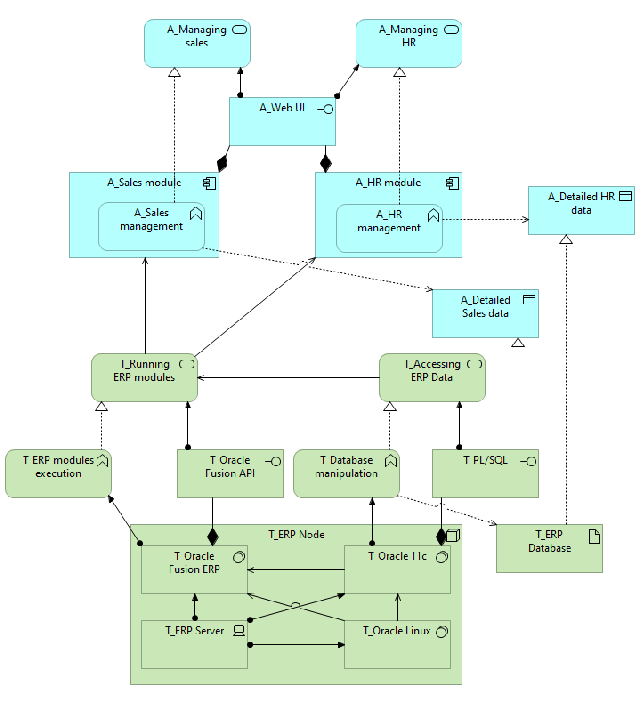 A_Managing
sales
A_Managing
HR
A_Web UI
A_Sales module
A_HR module
A_Sales
management
A_HR
management
A_Detailed HR
data
A_Detailed
Sales data
T_Running
ERP modules
T_Accessing
ERP Data
T_ERP modules
execution
T_Oracle
Fusion API
T_Database
manipulation
T_PL/SQL
T_ERP Node
T_ERP
Database
T_Oracle
Fusion ERP
T_Oracle 11c
T_ERP Server
T_Oracle Linux